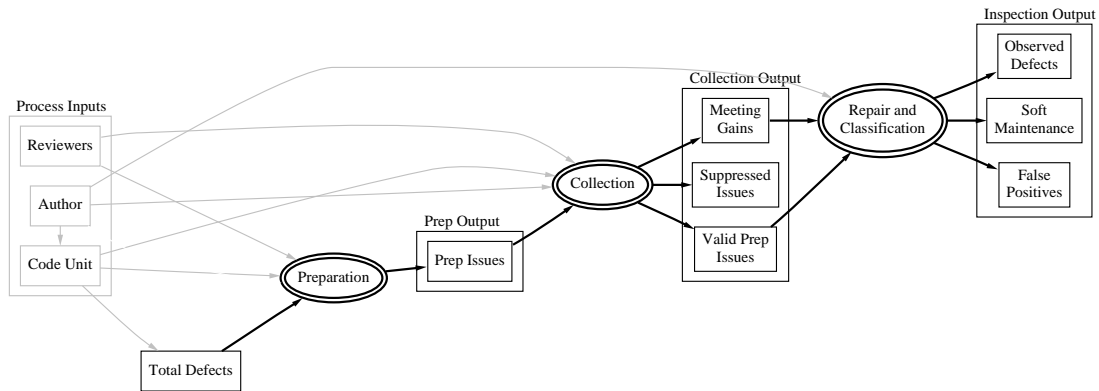 Process Inputs
Reviewers
Author
Code Unit
Total Defects
Preparation
Prep Output
Prep Issues
Collection
Collection Output
Meeting
Gains
Suppressed
Issues
Valid Prep
Issues
Repair and
Classification
Inspection Output
Observed
Defects
Soft
Maintenance
False
Positives